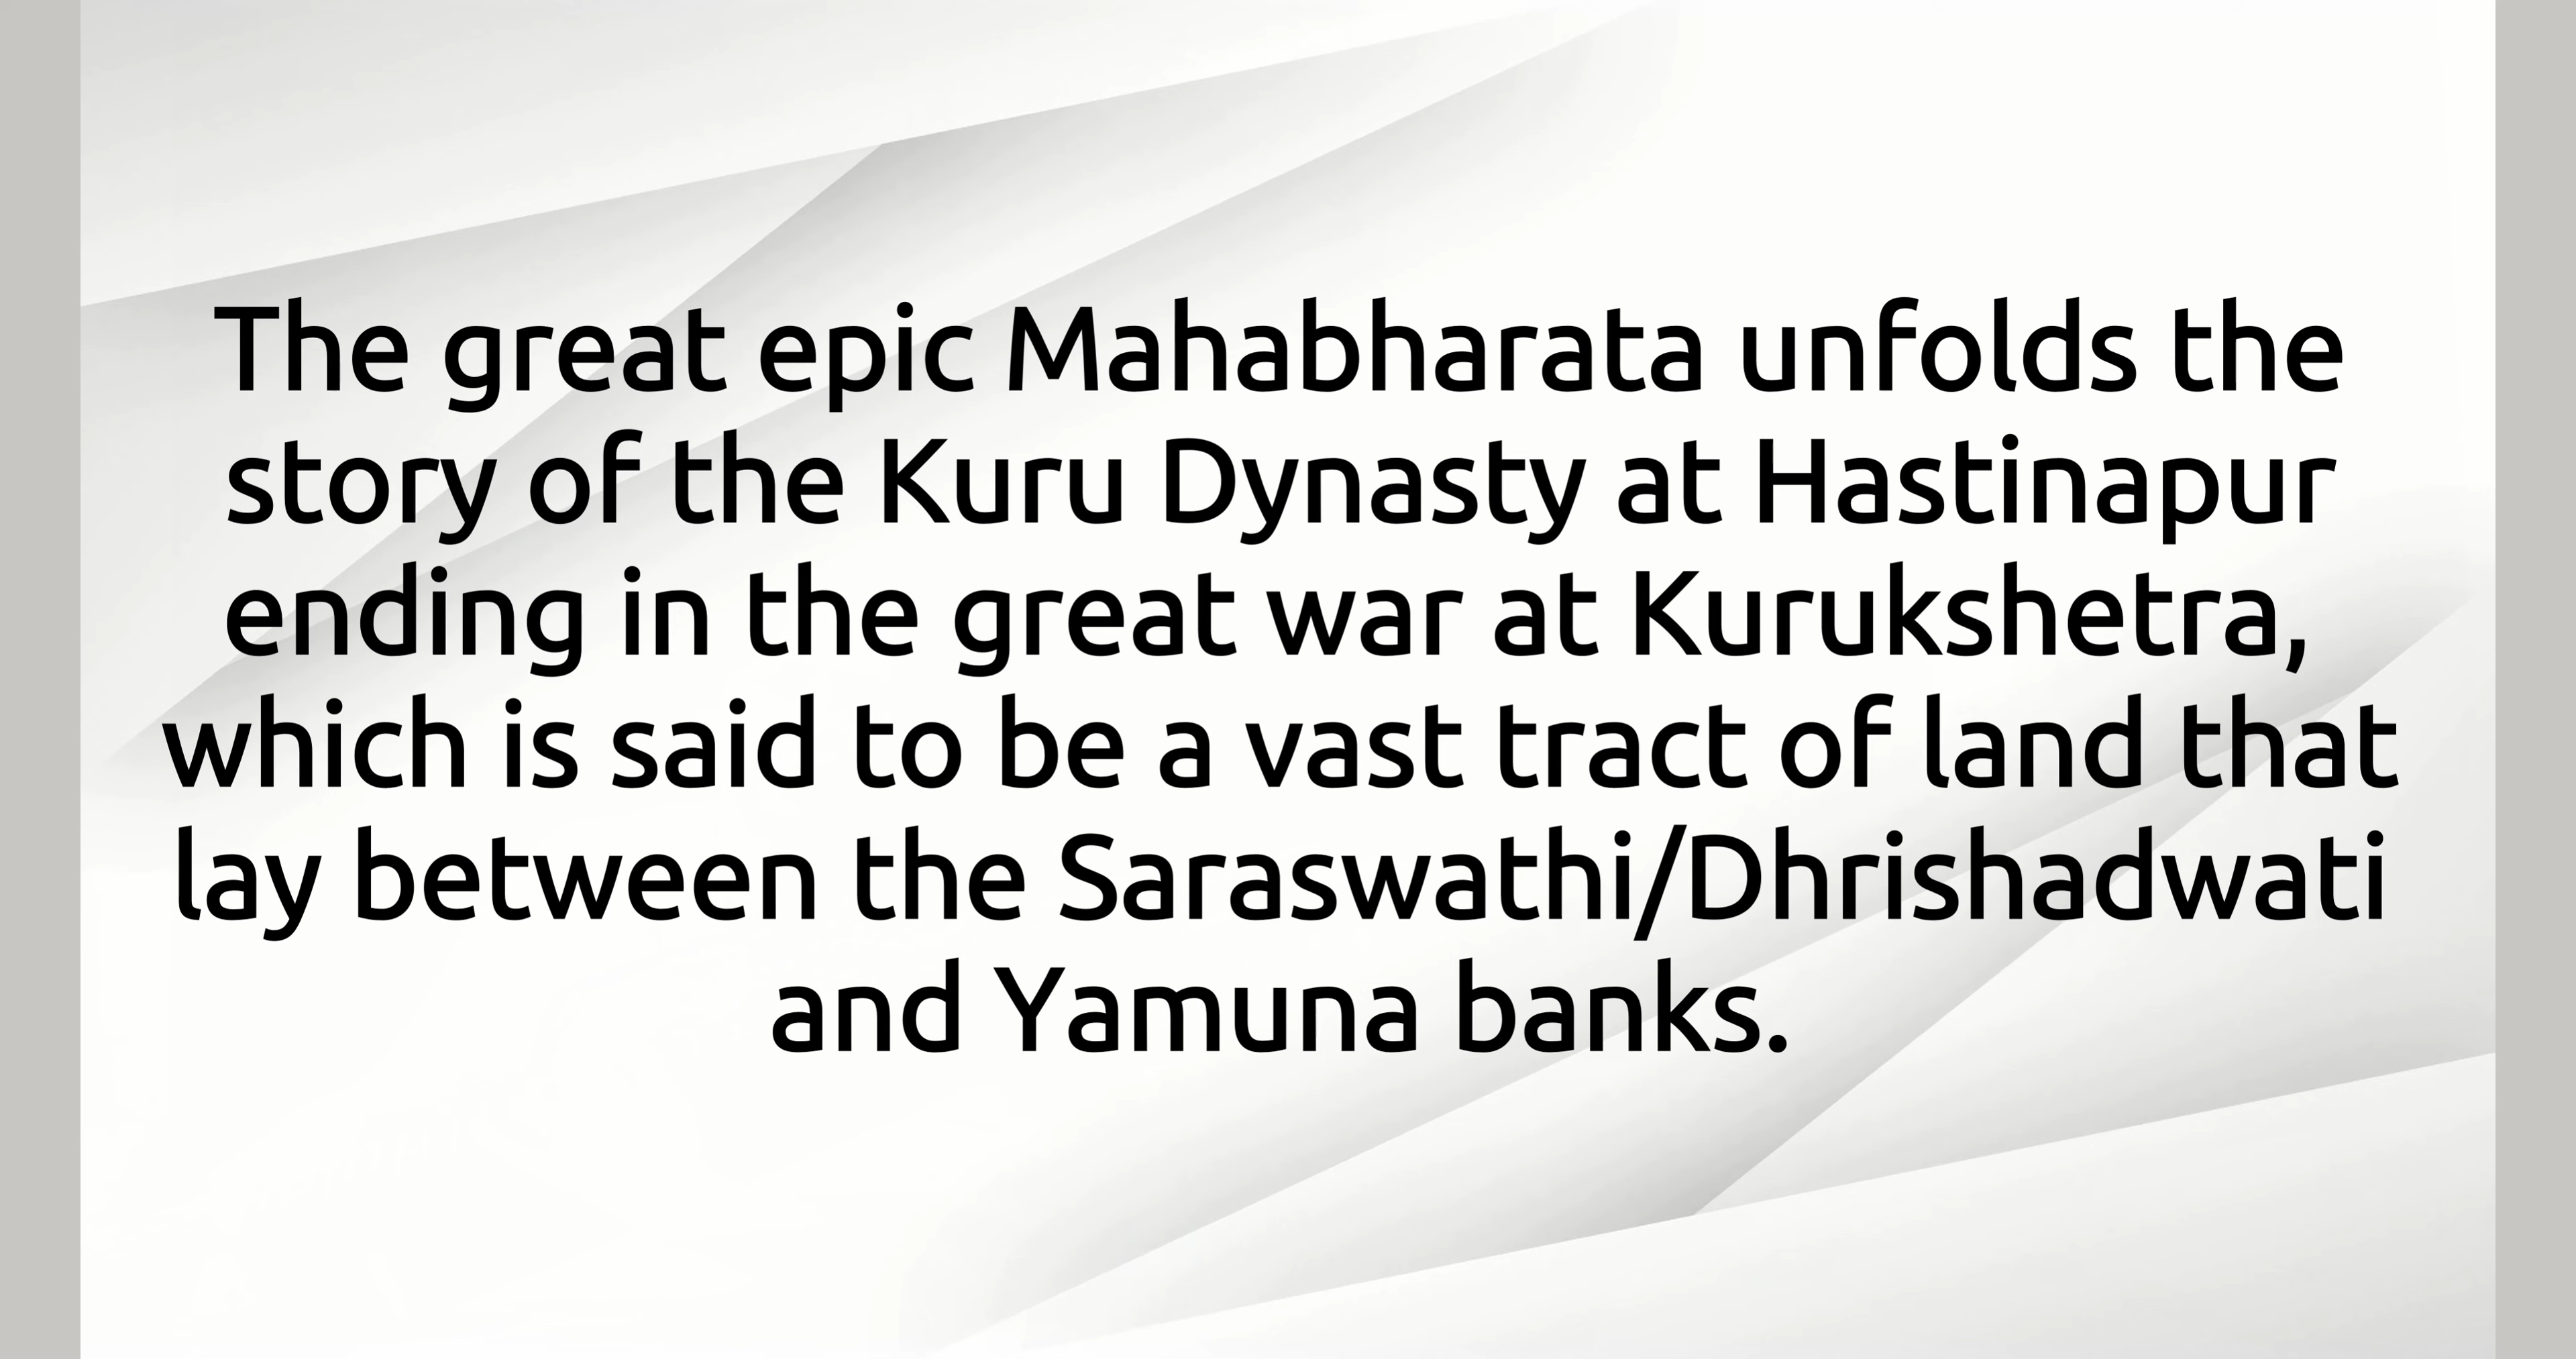 The great epic Mahabharata unfolds the
story of the Kuru Dynasty at Hastinapur
ending in the great war at Kurukshetra,
which is said to be a vast tract of land that
lay between the Saraswathi/Dhrishadwati
and Yamuna banks.